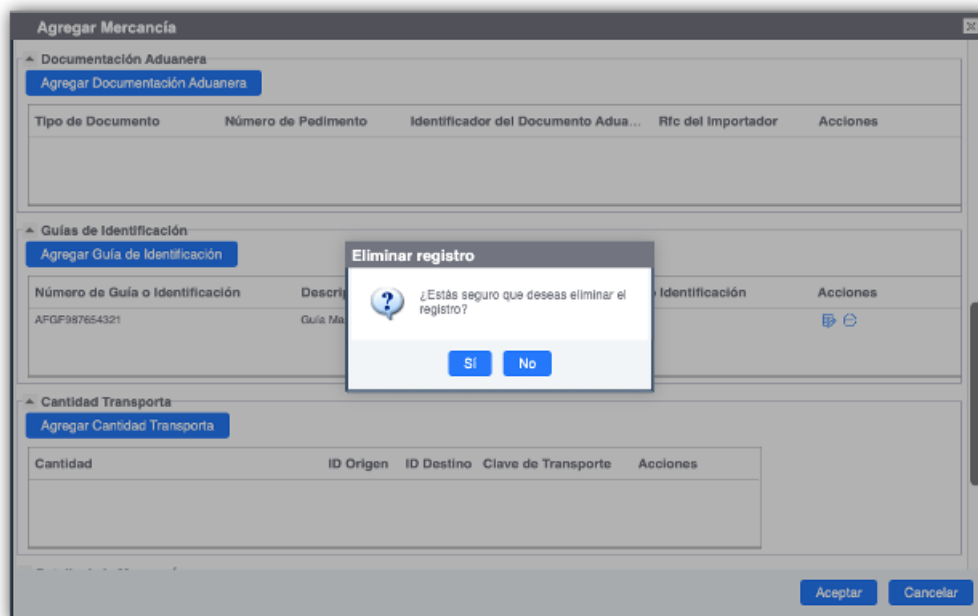 Agregar Mercancía
Documentación Aduanera
Agregar Documentación Aduanera
Tipo de Documento Número de Pedimento Identificador del Documento Adua... Rfc del Importador Acciones
Guías de Identificación
Agregar Guía de Identificación
Eliminar registro
Número de Guía o Identificación Identificación Acciones
¿Estás seguro que deseas eliminar el
registro?
AFGF987654321 Guía
Sí No
Cantidad Transporta
Agregar Cantidad Transporta
Cantidad ID Origen ID Destino Clave de Transporte Acciones
Aceptar Cancelar